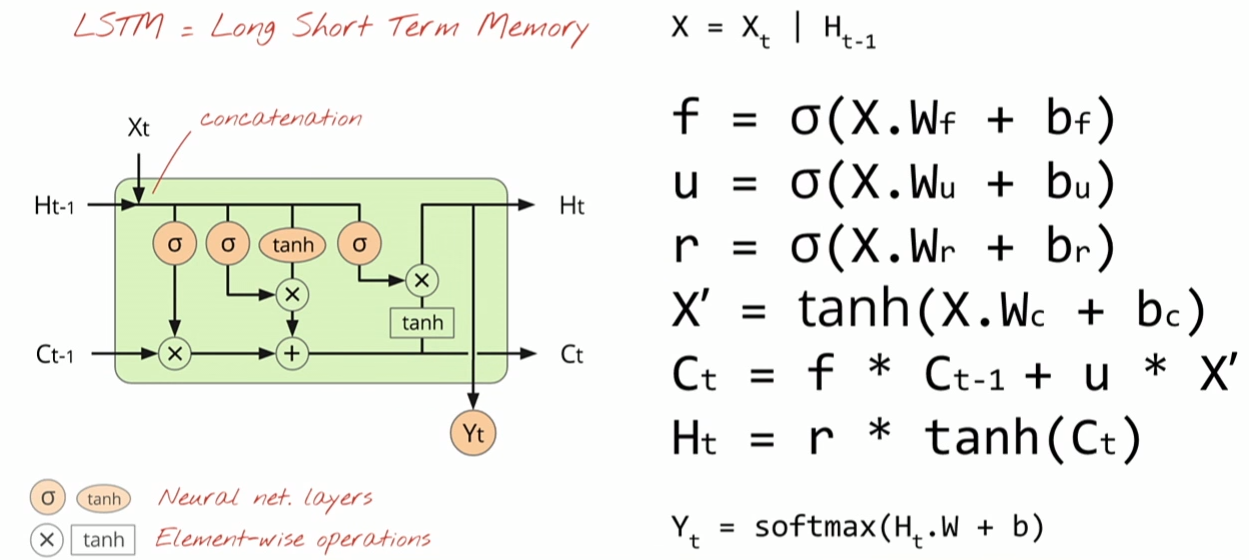 LSTM = Long Short Term Memory
concatenation
Xt
Ht-1
Ht
σ
σ
tanh
σ
×
×
tanh
Ct-1
×
+
Ct
Yt
σ tanh Neural net. layers
× tanh Element-wise operations
X = Xt | Ht-1
f = σ(X.Wf + bf)
u = σ(X.Wu + bu)
r = σ(X.Wr + br)
X' = tanh(X.Wc + bc)
Ct = f * Ct-1 + u * X'
Ht = r * tanh(Ct)
Yt = softmax(Ht.W + b)